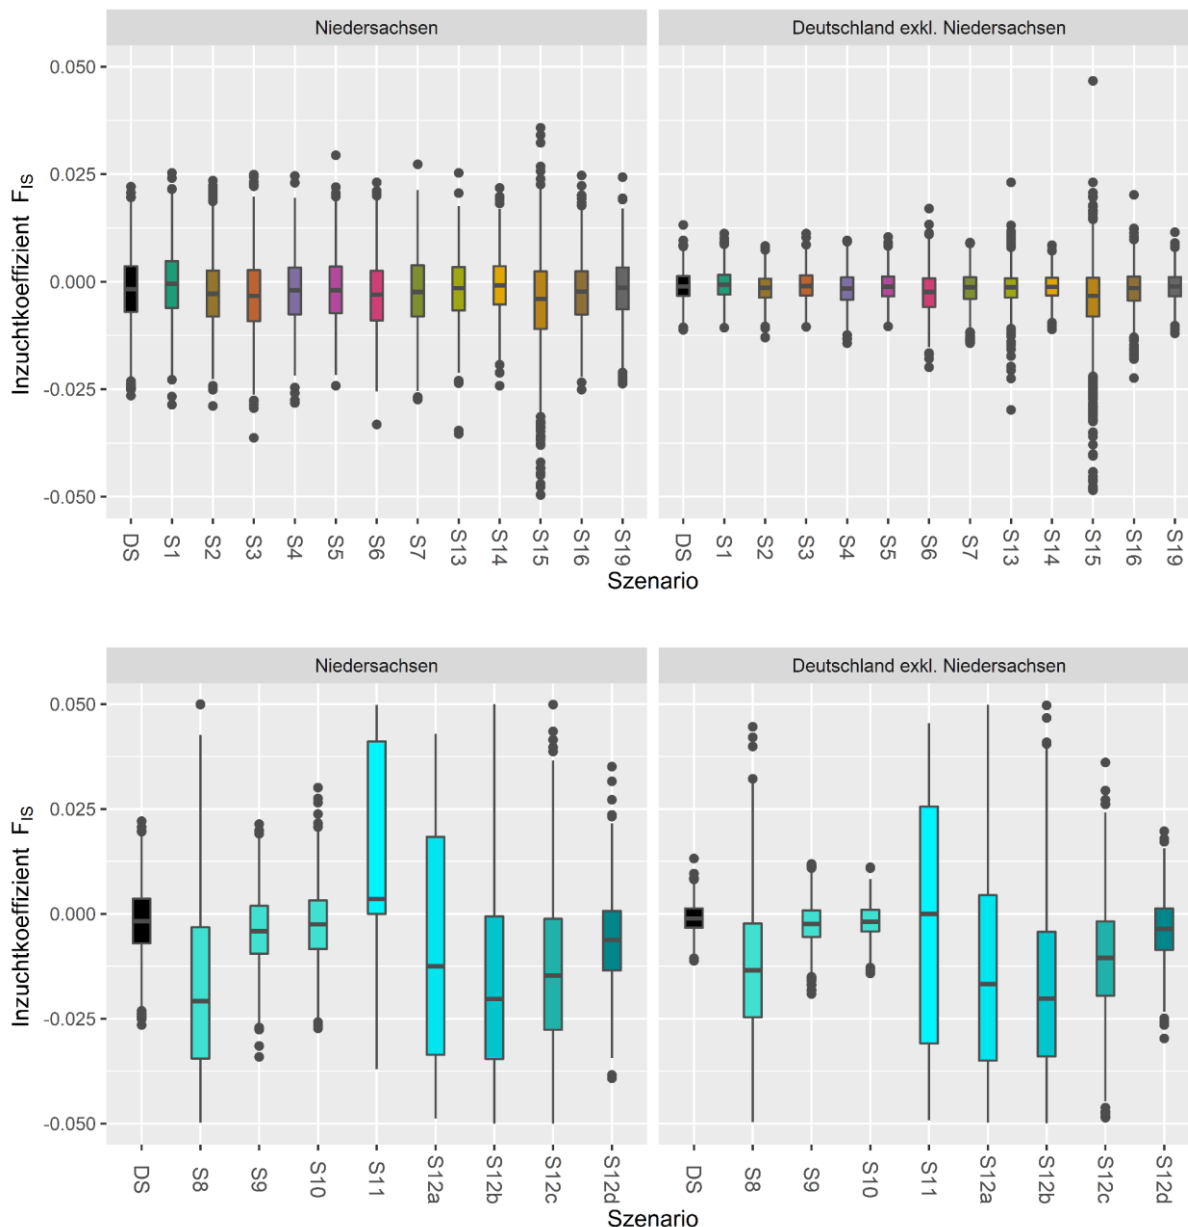 Niedersachsen
Deutschland exkl. Niedersachsen
Inzuchtkoeffizient FIS
0.050
0.025
0.000
-0.025
-0.050
DS S1 S2 S3 S4 S5 S6 S7 S13 S14 S15 S16 S19
DS S1 S2 S3 S4 S5 S6 S7 S13 S14 S15 S16 S19
Szenario
Niedersachsen
Deutschland exkl. Niedersachsen
Inzuchtkoeffizient FIS
0.050
0.025
0.000
-0.025
-0.050
DS S8 S9 S10 S11 S12a S12b S12c S12d
DS S8 S9 S10 S11 S12a S12b S12c S12d
Szenario